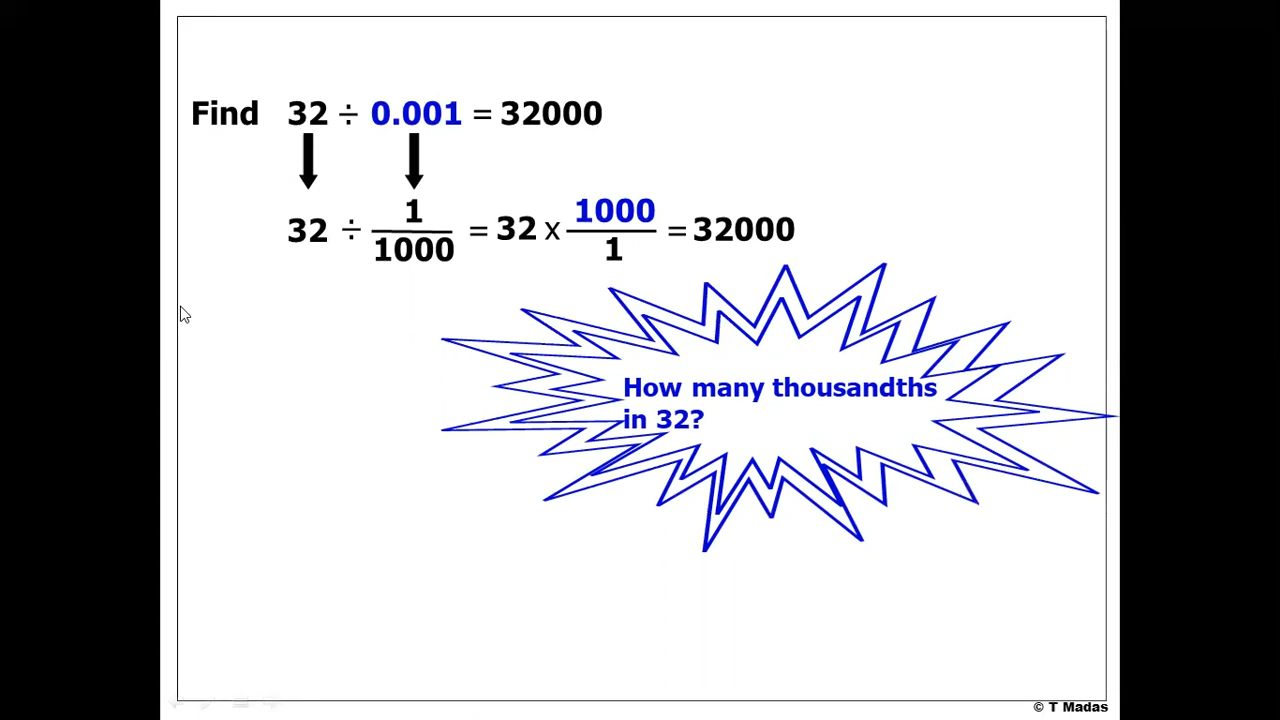 Find 32 ÷ 0.001 = 32000
32 ÷ 1/1000 = 32 x 1000/1 = 32000
How many thousandths
in 32?
© T Madas